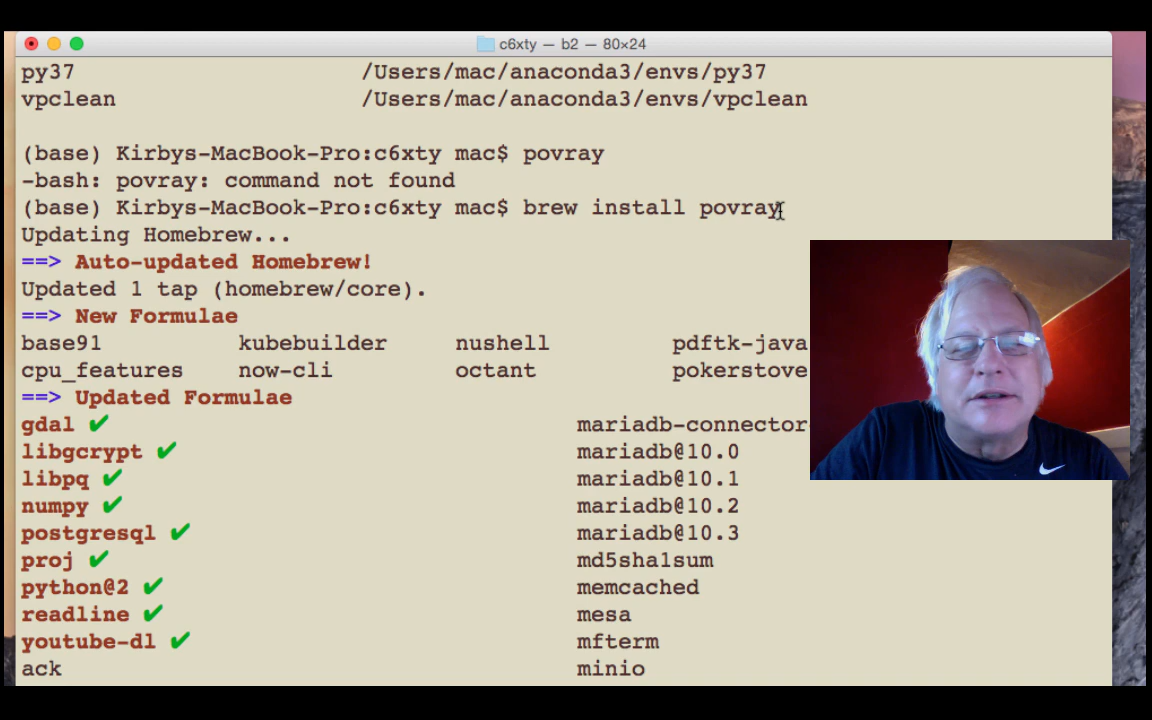 c6xty — b2 — 80×24
py37 /Users/mac/anaconda3/envs/py37
vpclean /Users/mac/anaconda3/envs/vpclean
(base) Kirbys-MacBook-Pro:c6xty mac$ povray
-bash: povray: command not found
(base) Kirbys-MacBook-Pro:c6xty mac$ brew install povray
Updating Homebrew...
==> Auto-updated Homebrew!
Updated 1 tap (homebrew/core).
==> New Formulae
base91 kubebuilder nushell pdftk-java
cpu_features now-cli octant pokerstove
==> Updated Formulae
gdal ✔ mariadb-connector
libgcrypt ✔ mariadb@10.0
libpq ✔ mariadb@10.1
numpy ✔ mariadb@10.2
postgresql ✔ mariadb@10.3
proj ✔ md5sha1sum
python@2 ✔ memcached
readline ✔ mesa
youtube-dl ✔ mfterm
ack minio